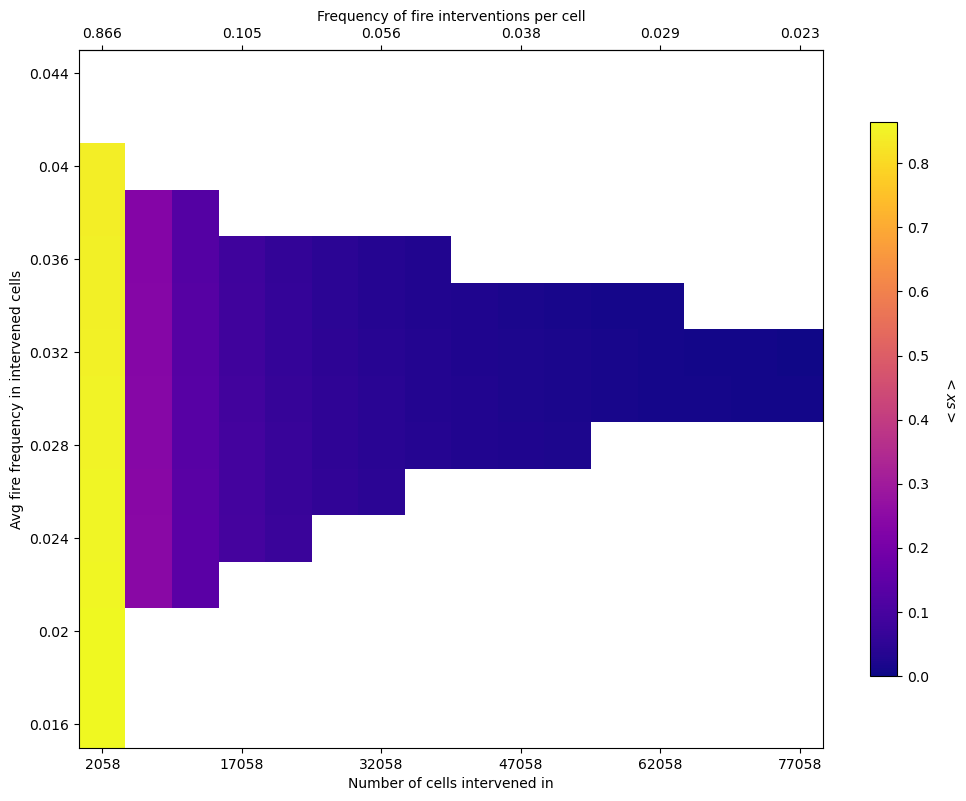 Frequency of fire interventions per cell
0.866 0.105 0.056 0.038 0.029 0.023
0.044
0.04
0.036
0.032
0.028
0.024
0.02
0.016
Avg fire frequency in intervened cells
2058 17058 32058 47058 62058 77058
Number of cells intervened in
0.8
0.7
0.6
0.5
0.4
0.3
0.2
0.1
0.0
< xs >